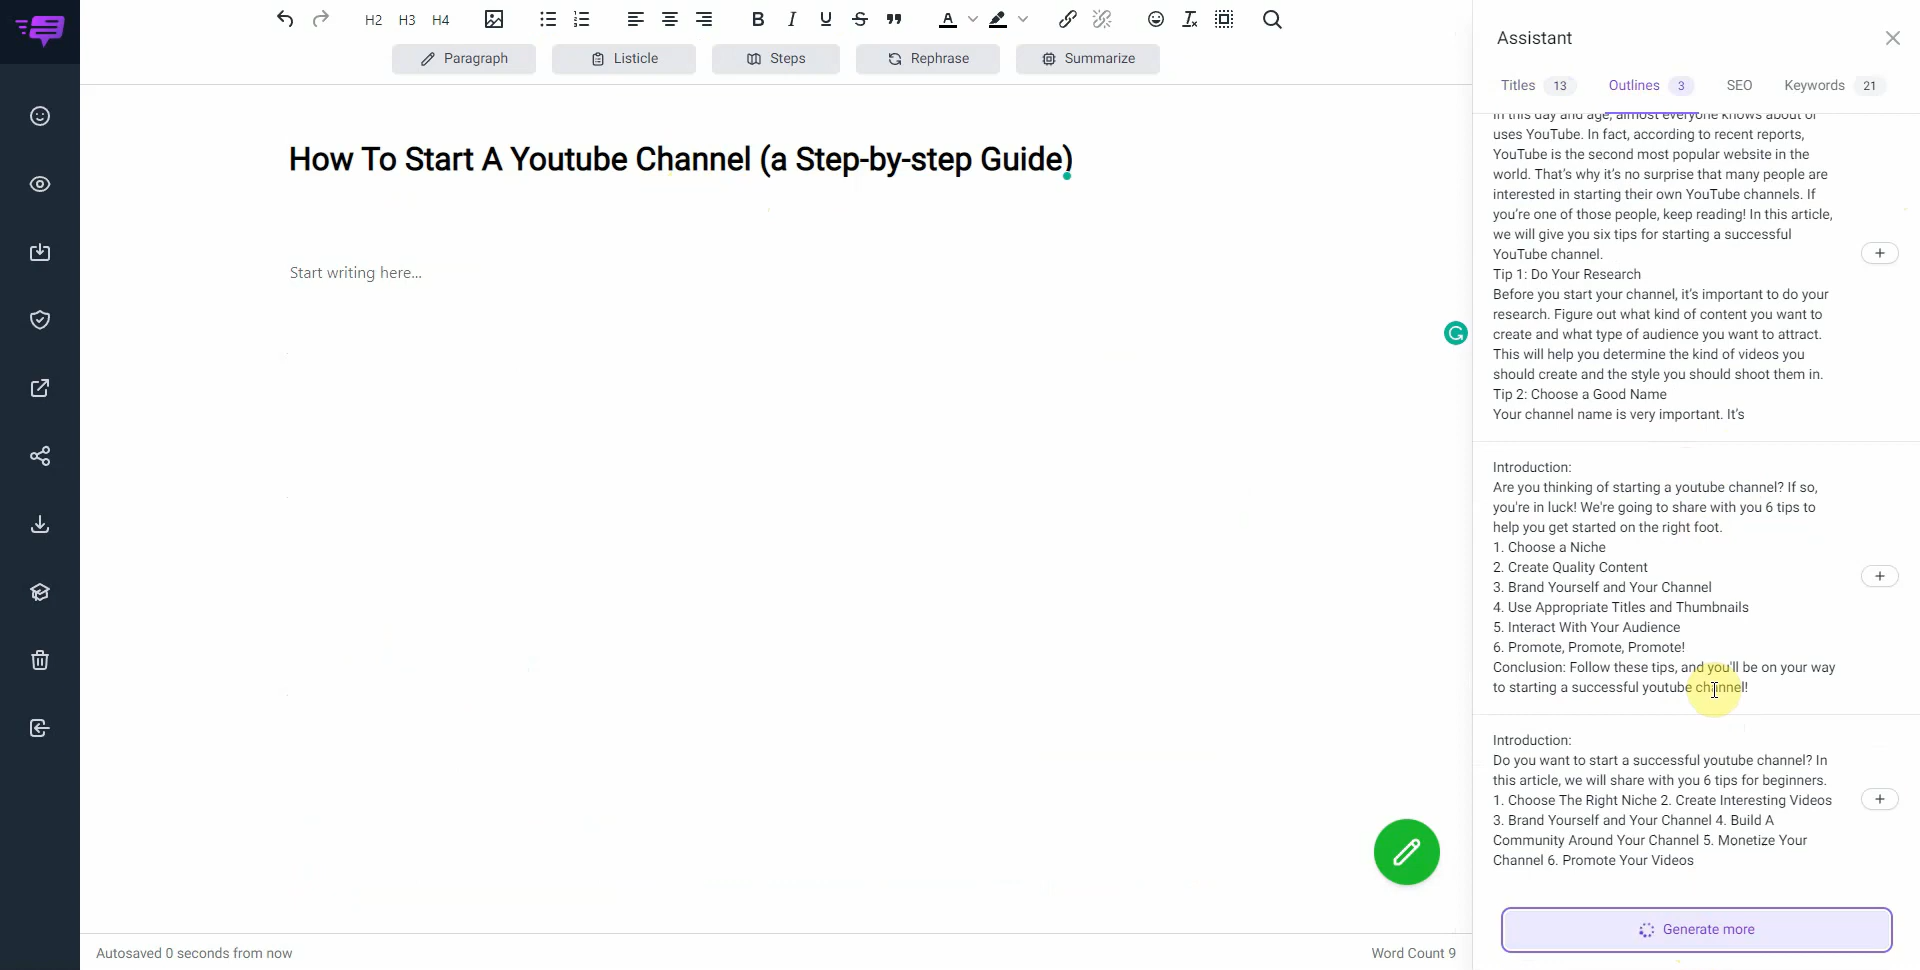 H2 H3 H4
Paragraph Listicle Steps Rephrase Summarize
How To Start A Youtube Channel (a Step-by-step Guide)
Start writing here...
Autosaved 0 seconds from now
Word Count 9
Assistant
Titles 13 Outlines 3 SEO Keywords 21
In this day and age, almost everyone knows about or
uses YouTube. In fact, according to recent reports,
YouTube is the second most popular website in the
world. That's why it's no surprise that many people are
interested in starting their own YouTube channels. If
you're one of those people, keep reading! In this article,
we will give you six tips for starting a successful
YouTube channel.
Tip 1: Do Your Research
Before you start your channel, it's important to do your
research. Figure out what kind of content you want to
create and what type of audience you want to attract.
This will help you determine the kind of videos you
should create and the style you should shoot them in.
Tip 2: Choose a Good Name
Your channel name is very important. It's
Introduction:
Are you thinking of starting a youtube channel? If so,
you're in luck! We're going to share with you 6 tips to
help you get started on the right foot.
1. Choose a Niche
2. Create Quality Content
3. Brand Yourself and Your Channel
4. Use Appropriate Titles and Thumbnails
5. Interact With Your Audience
6. Promote, Promote, Promote!
Conclusion: Follow these tips, and you'll be on your way
to starting a successful youtube channel!
Introduction:
Do you want to start a successful youtube channel? In
this article, we will share with you 6 tips for beginners.
1. Choose The Right Niche 2. Create Interesting Videos
3. Brand Yourself and Your Channel 4. Build A
Community Around Your Channel 5. Monetize Your
Channel 6. Promote Your Videos
Generate more